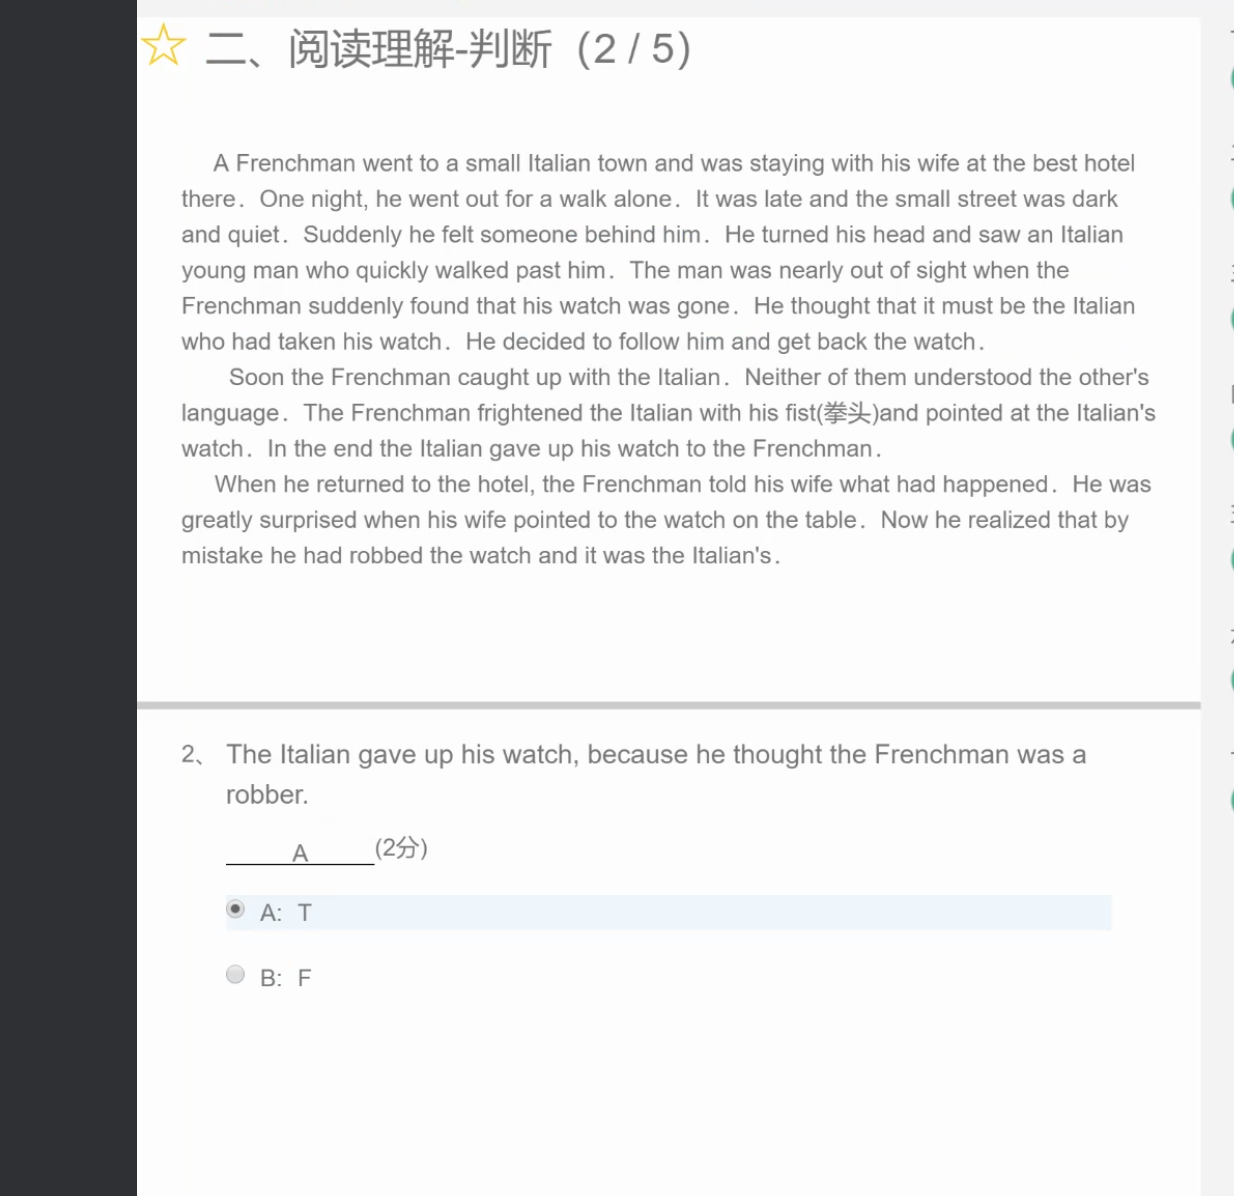 二、阅读理解-判断（2 / 5）
A Frenchman went to a small Italian town and was staying with his wife at the best hotel
there．One night, he went out for a walk alone．It was late and the small street was dark
and quiet．Suddenly he felt someone behind him．He turned his head and saw an Italian
young man who quickly walked past him．The man was nearly out of sight when the
Frenchman suddenly found that his watch was gone．He thought that it must be the Italian
who had taken his watch．He decided to follow him and get back the watch．
Soon the Frenchman caught up with the Italian．Neither of them understood the other's
language．The Frenchman frightened the Italian with his fist(拳头)and pointed at the Italian's
watch．In the end the Italian gave up his watch to the Frenchman．
When he returned to the hotel, the Frenchman told his wife what had happened．He was
greatly surprised when his wife pointed to the watch on the table．Now he realized that by
mistake he had robbed the watch and it was the Italian's．
2、 The Italian gave up his watch, because he thought the Frenchman was a
robber.
A (2分)
A: T
B: F